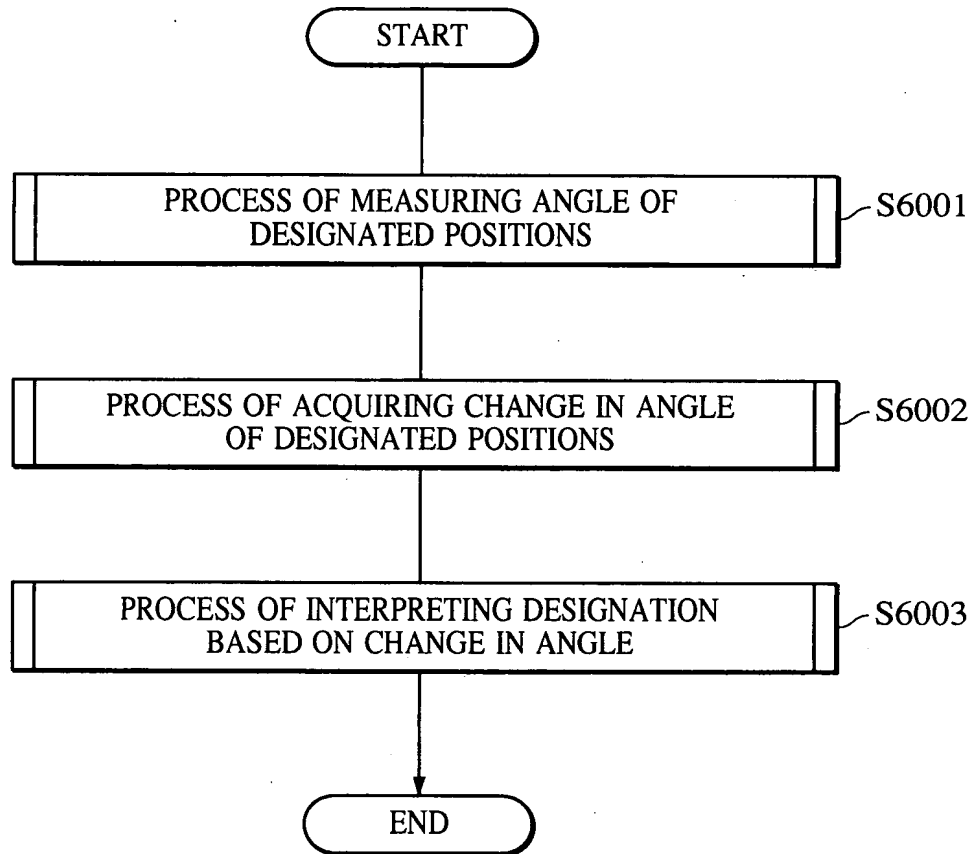 START
PROCESS OF MEASURING ANGLE OF
DESIGNATED POSITIONS
S6001
PROCESS OF ACQUIRING CHANGE IN ANGLE
OF DESIGNATED POSITIONS
S6002
PROCESS OF INTERPRETING DESIGNATION
BASED ON CHANGE IN ANGLE
S6003
END